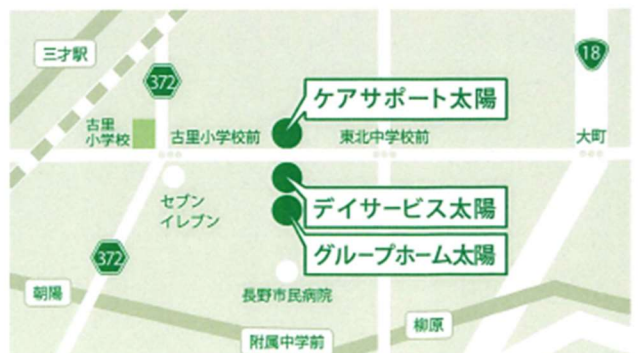 三才駅
18
372
ケアサポート太陽
古里
小学校
古里小学校前
東北中学校前
大町
セブン
イレブン
デイサービス太陽
372
グループホーム太陽
朝陽
長野市民病院
柳原
附属中学前